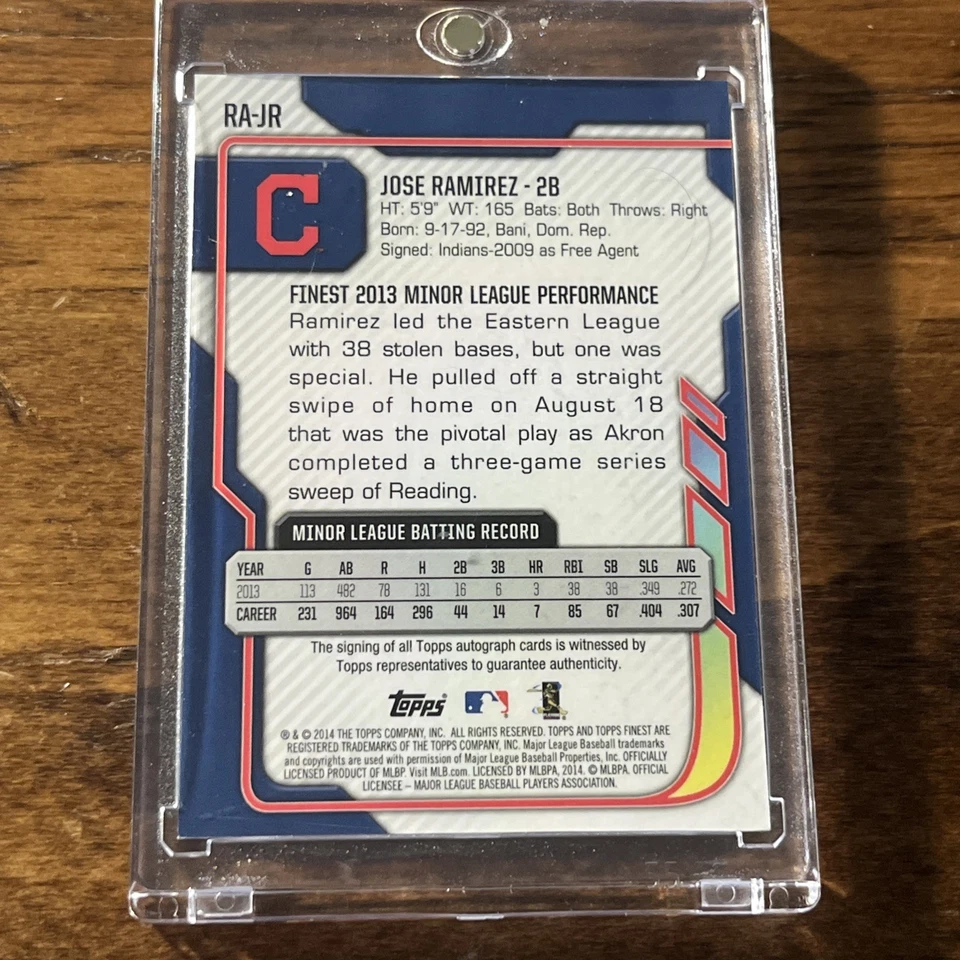 RA-JR
C
JOSE RAMIREZ - 2B
HT: 5'9" WT: 165 Bats: Both Throws: Right
Born: 9-17-92, Bani, Dom. Rep.
Signed: Indians-2009 as Free Agent
FINEST 2013 MINOR LEAGUE PERFORMANCE
Ramirez led the Eastern League
with 38 stolen bases, but one was
special. He pulled off a straight
swipe of home on August 18
that was the pivotal play as Akron
completed a three-game series
sweep of Reading.
MINOR LEAGUE BATTING RECORD
YEAR G AB R H 2B 3B HR RBI SB SLG AVG
2013 113 482 78 131 16 6 3 38 38 .349 .272
CAREER 231 964 164 296 44 14 7 85 67 .404 .307
The signing of all Topps autograph cards is witnessed by
Topps representatives to guarantee authenticity.
Topps
® & © 2014 THE TOPPS COMPANY, INC. ALL RIGHTS RESERVED. TOPPS AND TOPPS FINEST ARE
REGISTERED TRADEMARKS OF THE TOPPS COMPANY, INC. Major League Baseball trademarks
and copyrights are used with permission of Major League Baseball Properties, Inc. OFFICIALLY
LICENSED PRODUCT OF MLBP. Visit MLB.com. LICENSED BY MLBPA, 2014. © MLBPA. OFFICIAL
LICENSEE – MAJOR LEAGUE BASEBALL PLAYERS ASSOCIATION.